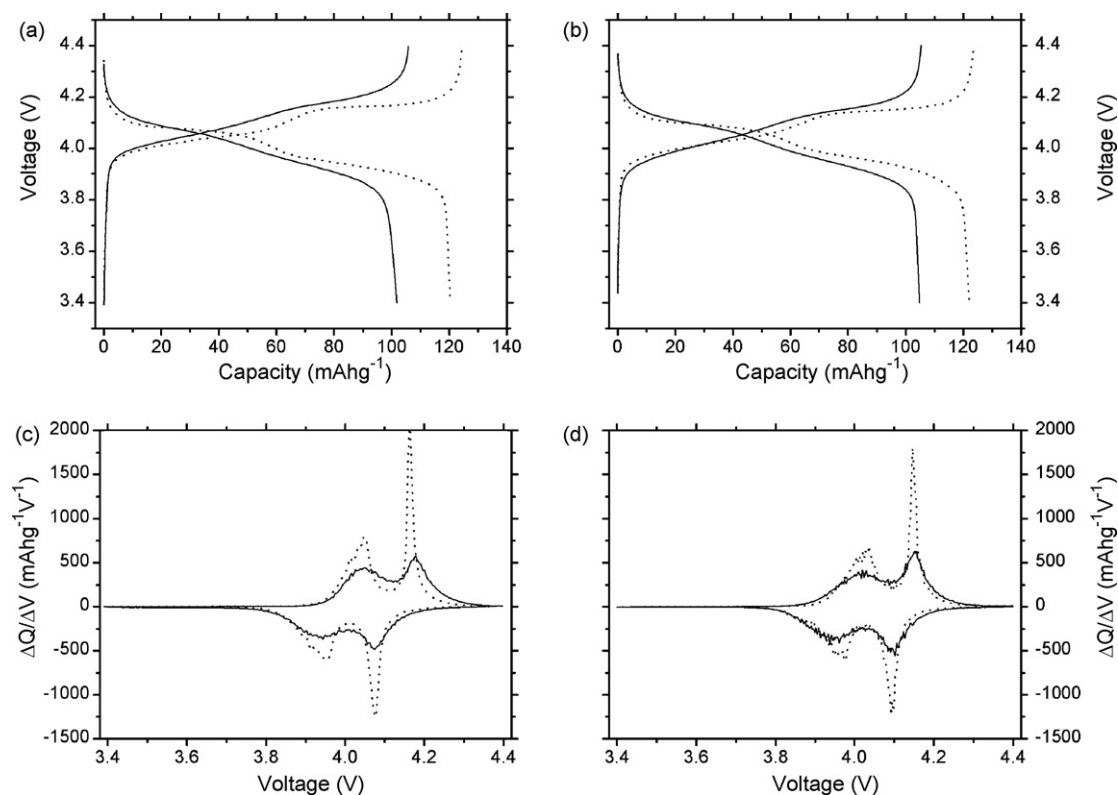 (a)
4.4
4.2
4.0
3.8
3.6
3.4
Voltage (V)
0 20 40 60 80 100 120 140
Capacity (mAhg⁻¹)
(b)
4.4
4.2
4.0
3.8
3.6
3.4
Voltage (V)
0 20 40 60 80 100 120 140
Capacity (mAhg⁻¹)
(c)
2000
1500
1000
500
0
-500
-1000
-1500
ΔQ/ΔV (mAhg⁻¹V⁻¹)
3.4 3.6 3.8 4.0 4.2 4.4
Voltage (V)
(d)
2000
1500
1000
500
0
-500
-1000
-1500
ΔQ/ΔV (mAhg⁻¹V⁻¹)
3.4 3.6 3.8 4.0 4.2 4.4
Voltage (V)